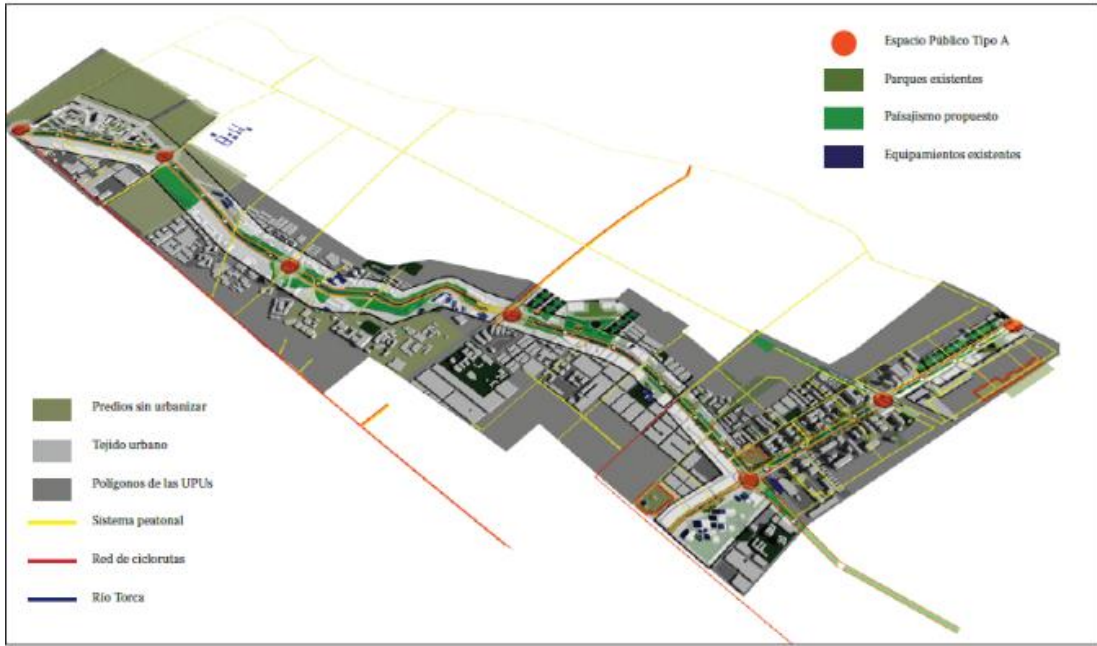 Espacio Público Tipo A
Parques existentes
Paisajismo propuesto
Equipamientos existentes
Predios sin urbanizar
Tejido urbano
Polígonos de las UPUs
Sistema peatonal
Red de ciclorutas
Río Torca